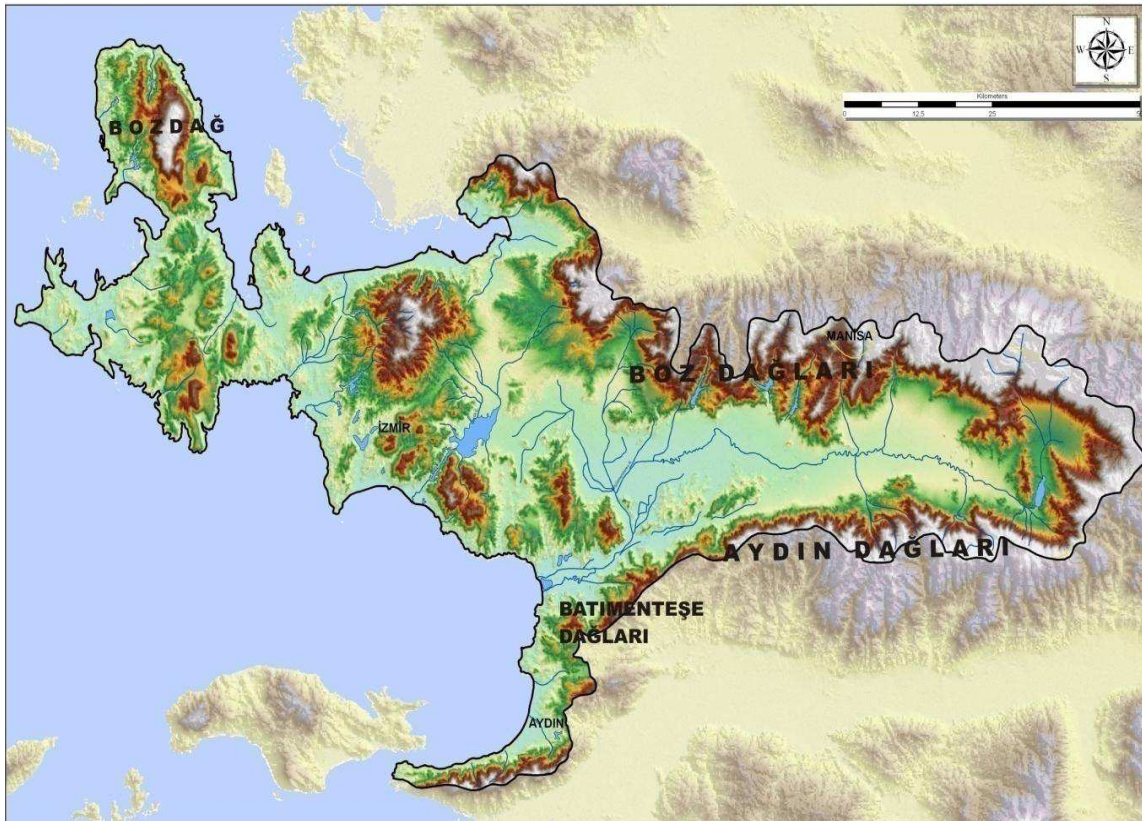 N
W E
S
Kilometers
0 12,5 25
BOZDAĞ
MANİSA
BOZ DAĞLARI
İZMİR
AYDIN DAĞLARI
BATIMENTEŞE
DAĞLARI
AYDIN